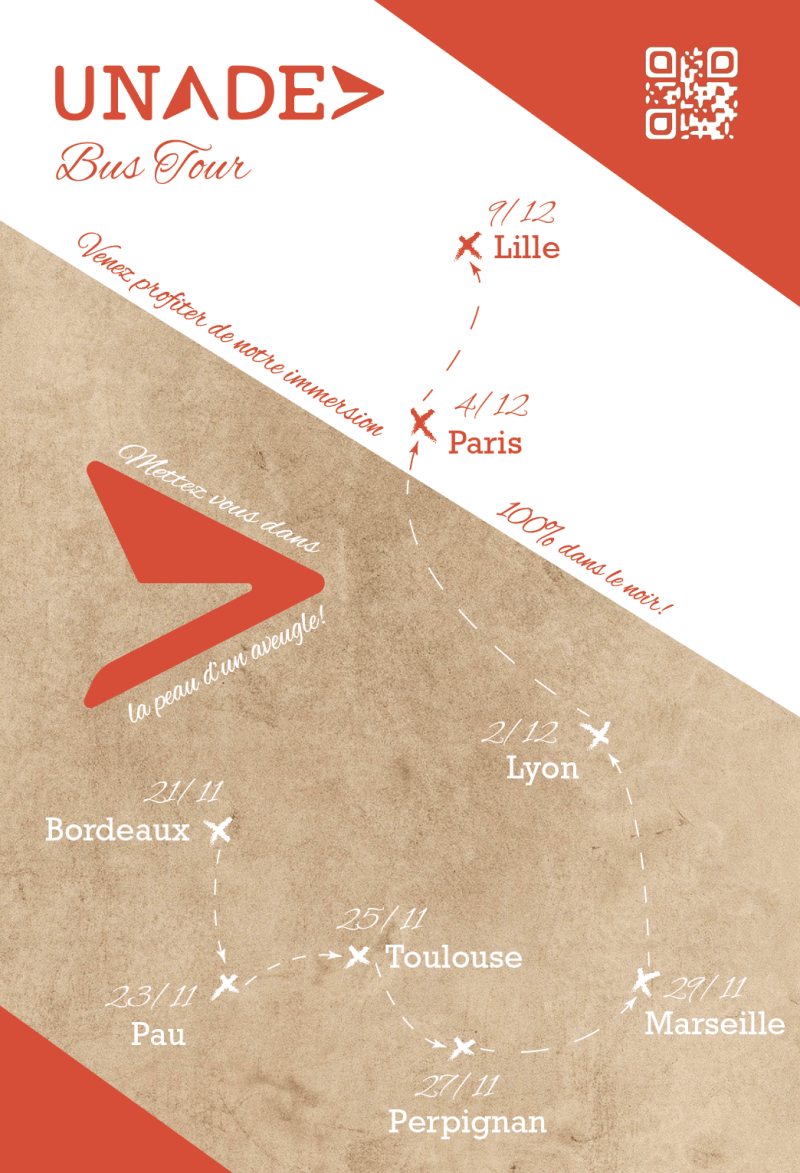 UNADE
Bus Tour
9/12
Lille
Venez profiter de notre immersion
4/12
Paris
100% dans le noir!
Mettez vous dans
la peau d'un aveugle!
2/12
Lyon
21/11
Bordeaux
25/11
Toulouse
23/11
Pau
29/11
Marseille
27/11
Perpignan